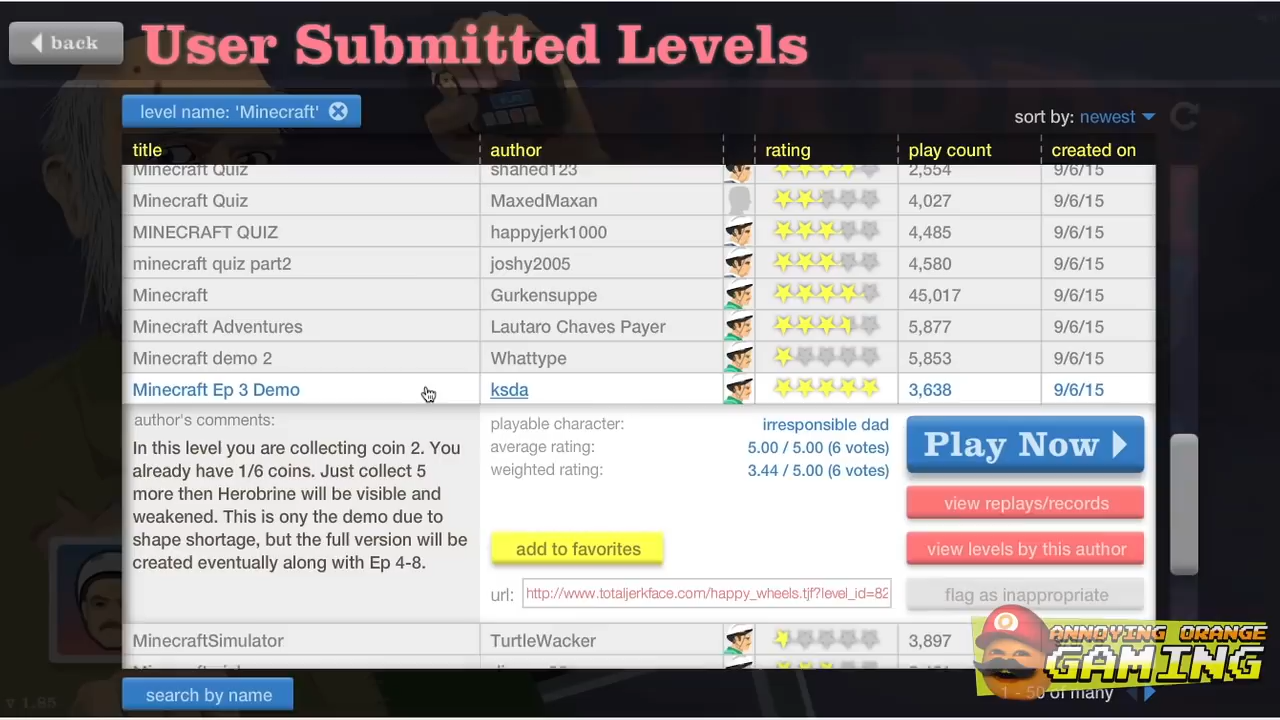 back
User Submitted Levels
level name: 'Minecraft'
sort by: newest
title author rating play count created on
Minecraft Quiz shahed123 2,554 9/6/15
Minecraft Quiz MaxedMaxan 4,027 9/6/15
MINECRAFT QUIZ happyjerk1000 4,485 9/6/15
minecraft quiz part2 joshy2005 4,580 9/6/15
Minecraft Gurkensuppe 45,017 9/6/15
Minecraft Adventures Lautaro Chaves Payer 5,877 9/6/15
Minecraft demo 2 Whattype 5,853 9/6/15
Minecraft Ep 3 Demo ksda 3,638 9/6/15
author's comments:
In this level you are collecting coin 2. You
already have 1/6 coins. Just collect 5
more then Herobrine will be visible and
weakened. This is ony the demo due to
shape shortage, but the full version will be
created eventually along with Ep 4-8.
playable character: irresponsible dad
average rating: 5.00 / 5.00 (6 votes)
weighted rating: 3.44 / 5.00 (6 votes)
add to favorites
url: http://www.totaljerkface.com/happy_wheels.tjf?level_id=82
Play Now
view replays/records
view levels by this author
flag as inappropriate
MinecraftSimulator TurtleWacker 3,897
search by name
1 - 50 of many
v 1.85
ANNOYING ORANGE
GAMING